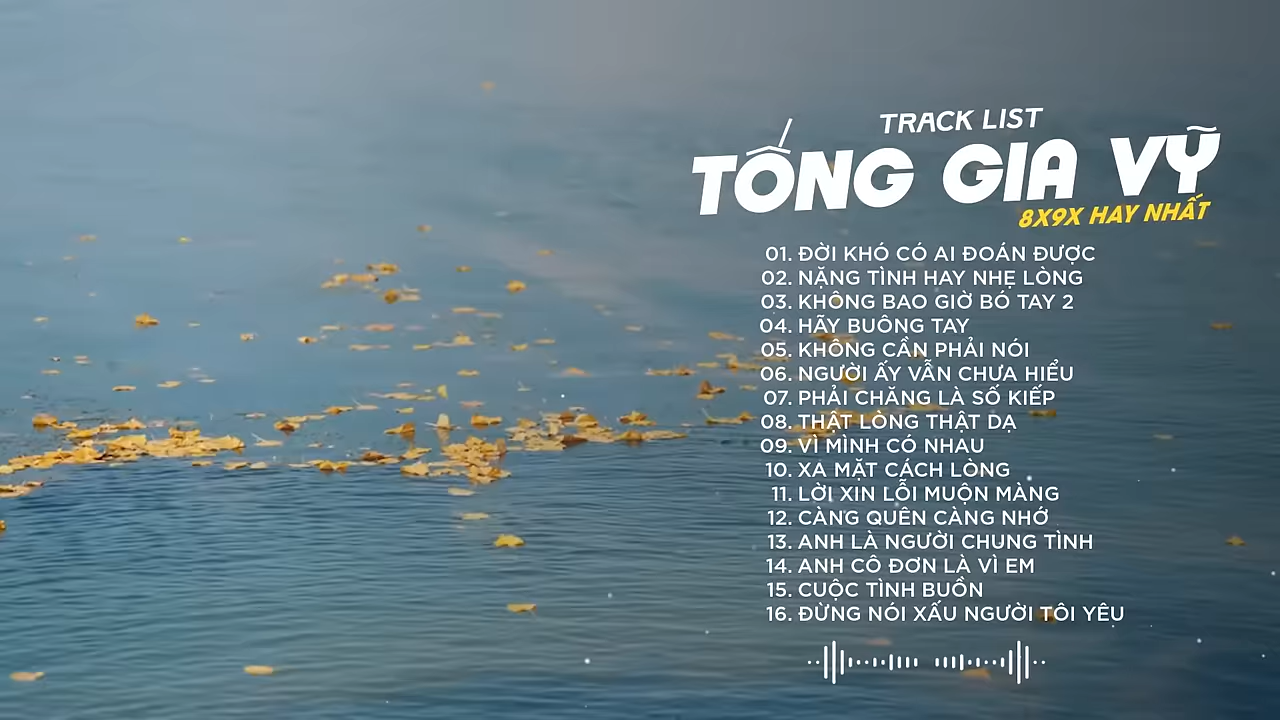 TRACK LIST
TỐNG GIA VỸ
8X9X HAY NHẤT
01. ĐỜI KHÓ CÓ AI ĐOÁN ĐƯỢC
02. NẶNG TÌNH HAY NHẸ LÒNG
03. KHÔNG BAO GIỜ BÓ TAY 2
04. HÃY BUÔNG TAY
05. KHÔNG CẦN PHẢI NÓI
06. NGƯỜI ẤY VẪN CHƯA HIỂU
07. PHẢI CHĂNG LÀ SỐ KIẾP
08. THẬT LÒNG THẬT DẠ
09. VÌ MÌNH CÓ NHAU
10. XA MẶT CÁCH LÒNG
11. LỜI XIN LỖI MUỘN MÀNG
12. CÀNG QUÊN CÀNG NHỚ
13. ANH LÀ NGƯỜI CHUNG TÌNH
14. ANH CÔ ĐƠN LÀ VÌ EM
15. CUỘC TÌNH BUỒN
16. ĐỪNG NÓI XẤU NGƯỜI TÔI YÊU